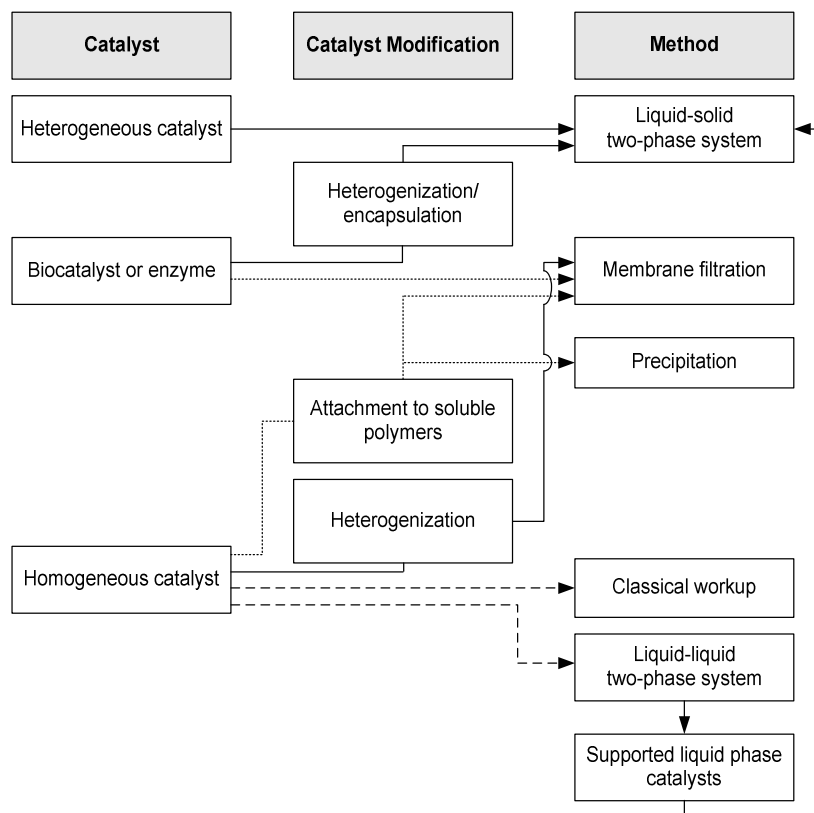 Catalyst
Catalyst Modification
Method
Heterogeneous catalyst
Liquid-solid
two-phase system
Heterogenization/
encapsulation
Biocatalyst or enzyme
Membrane filtration
Precipitation
Attachment to soluble
polymers
Heterogenization
Homogeneous catalyst
Classical workup
Liquid-liquid
two-phase system
Supported liquid phase
catalysts